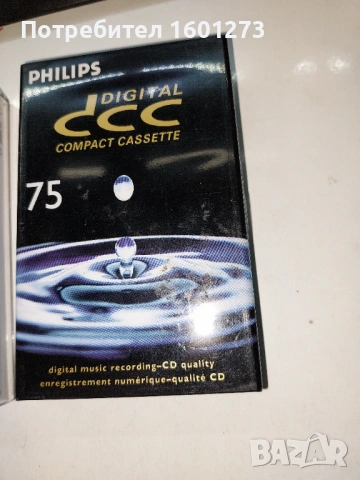 Потребител 1601273
PHILIPS
DIGITAL
dcc
COMPACT CASSETTE
75
digital music recording-CD quality
enregistrement numérique-qualité CD
BAZAR